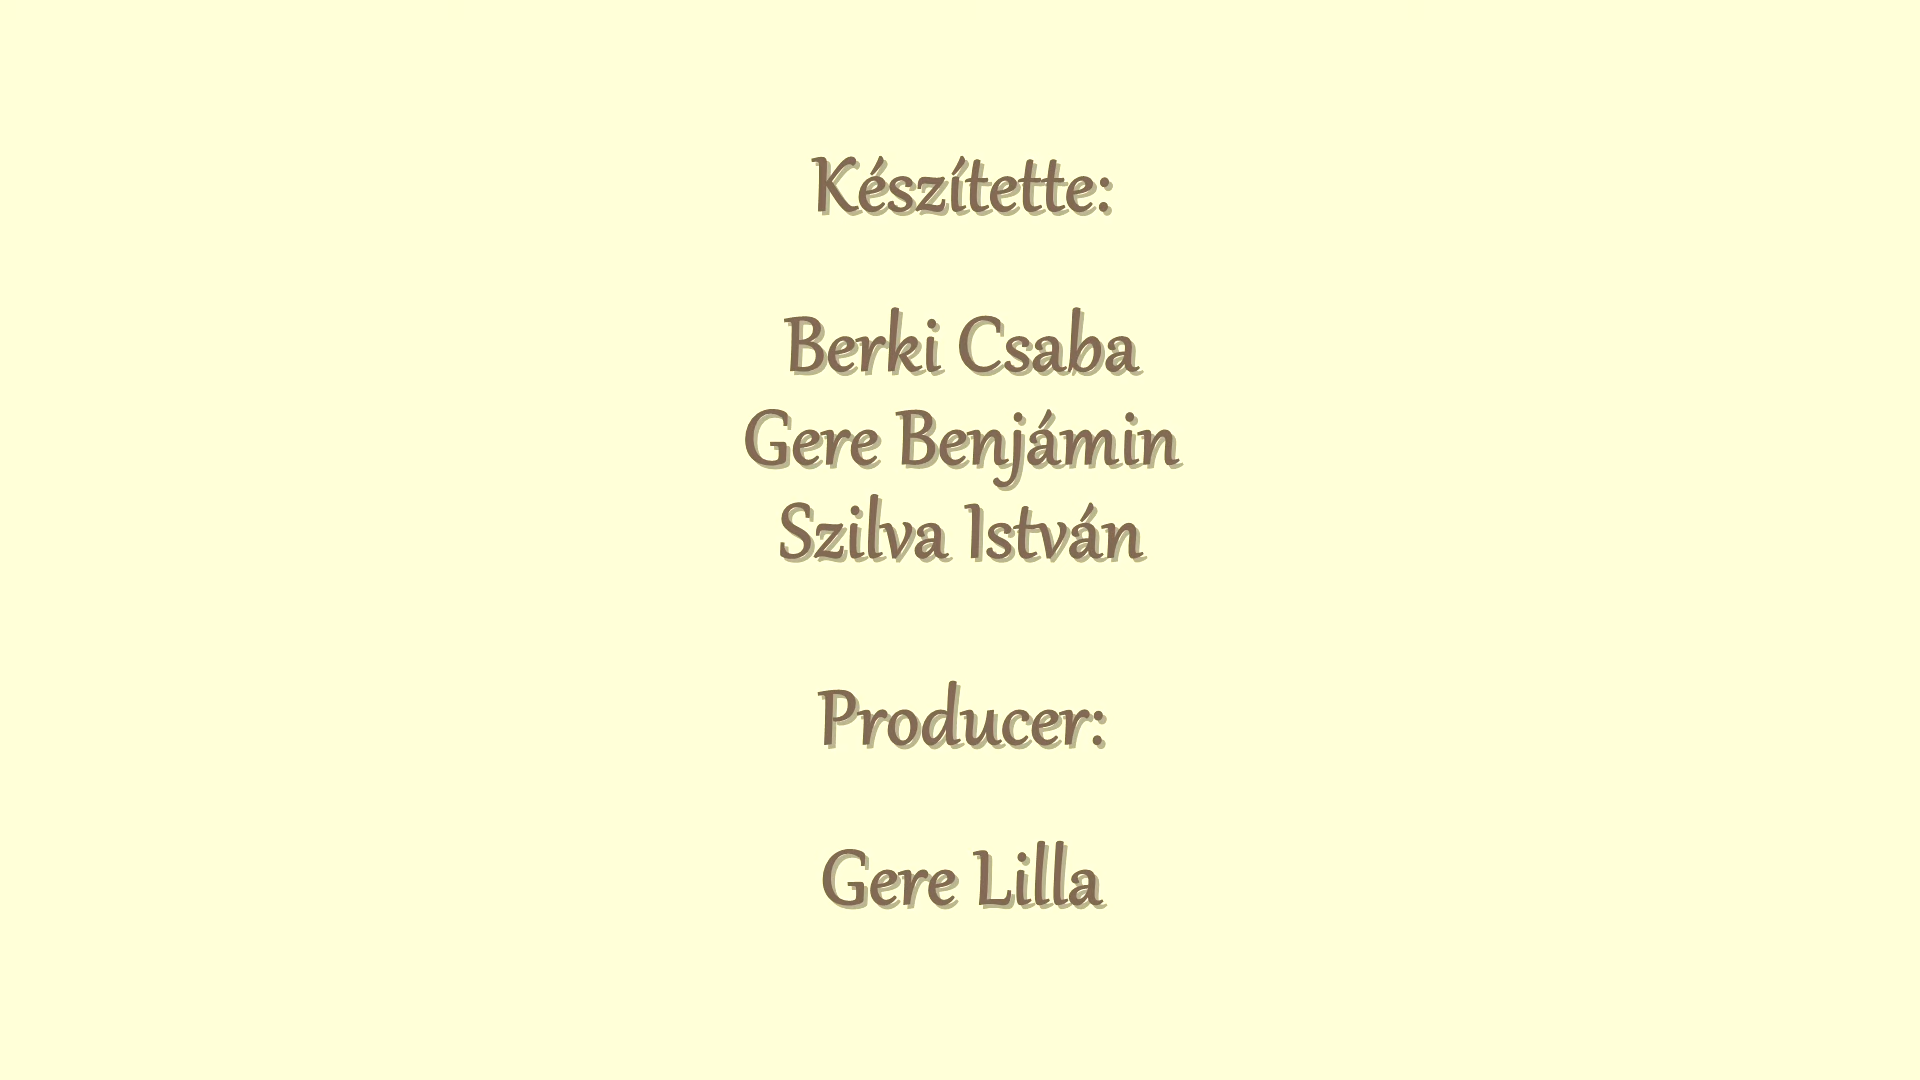 Készítette:
Berki Csaba
Gere Benjámin
Szilva István
Producer:
Gere Lilla